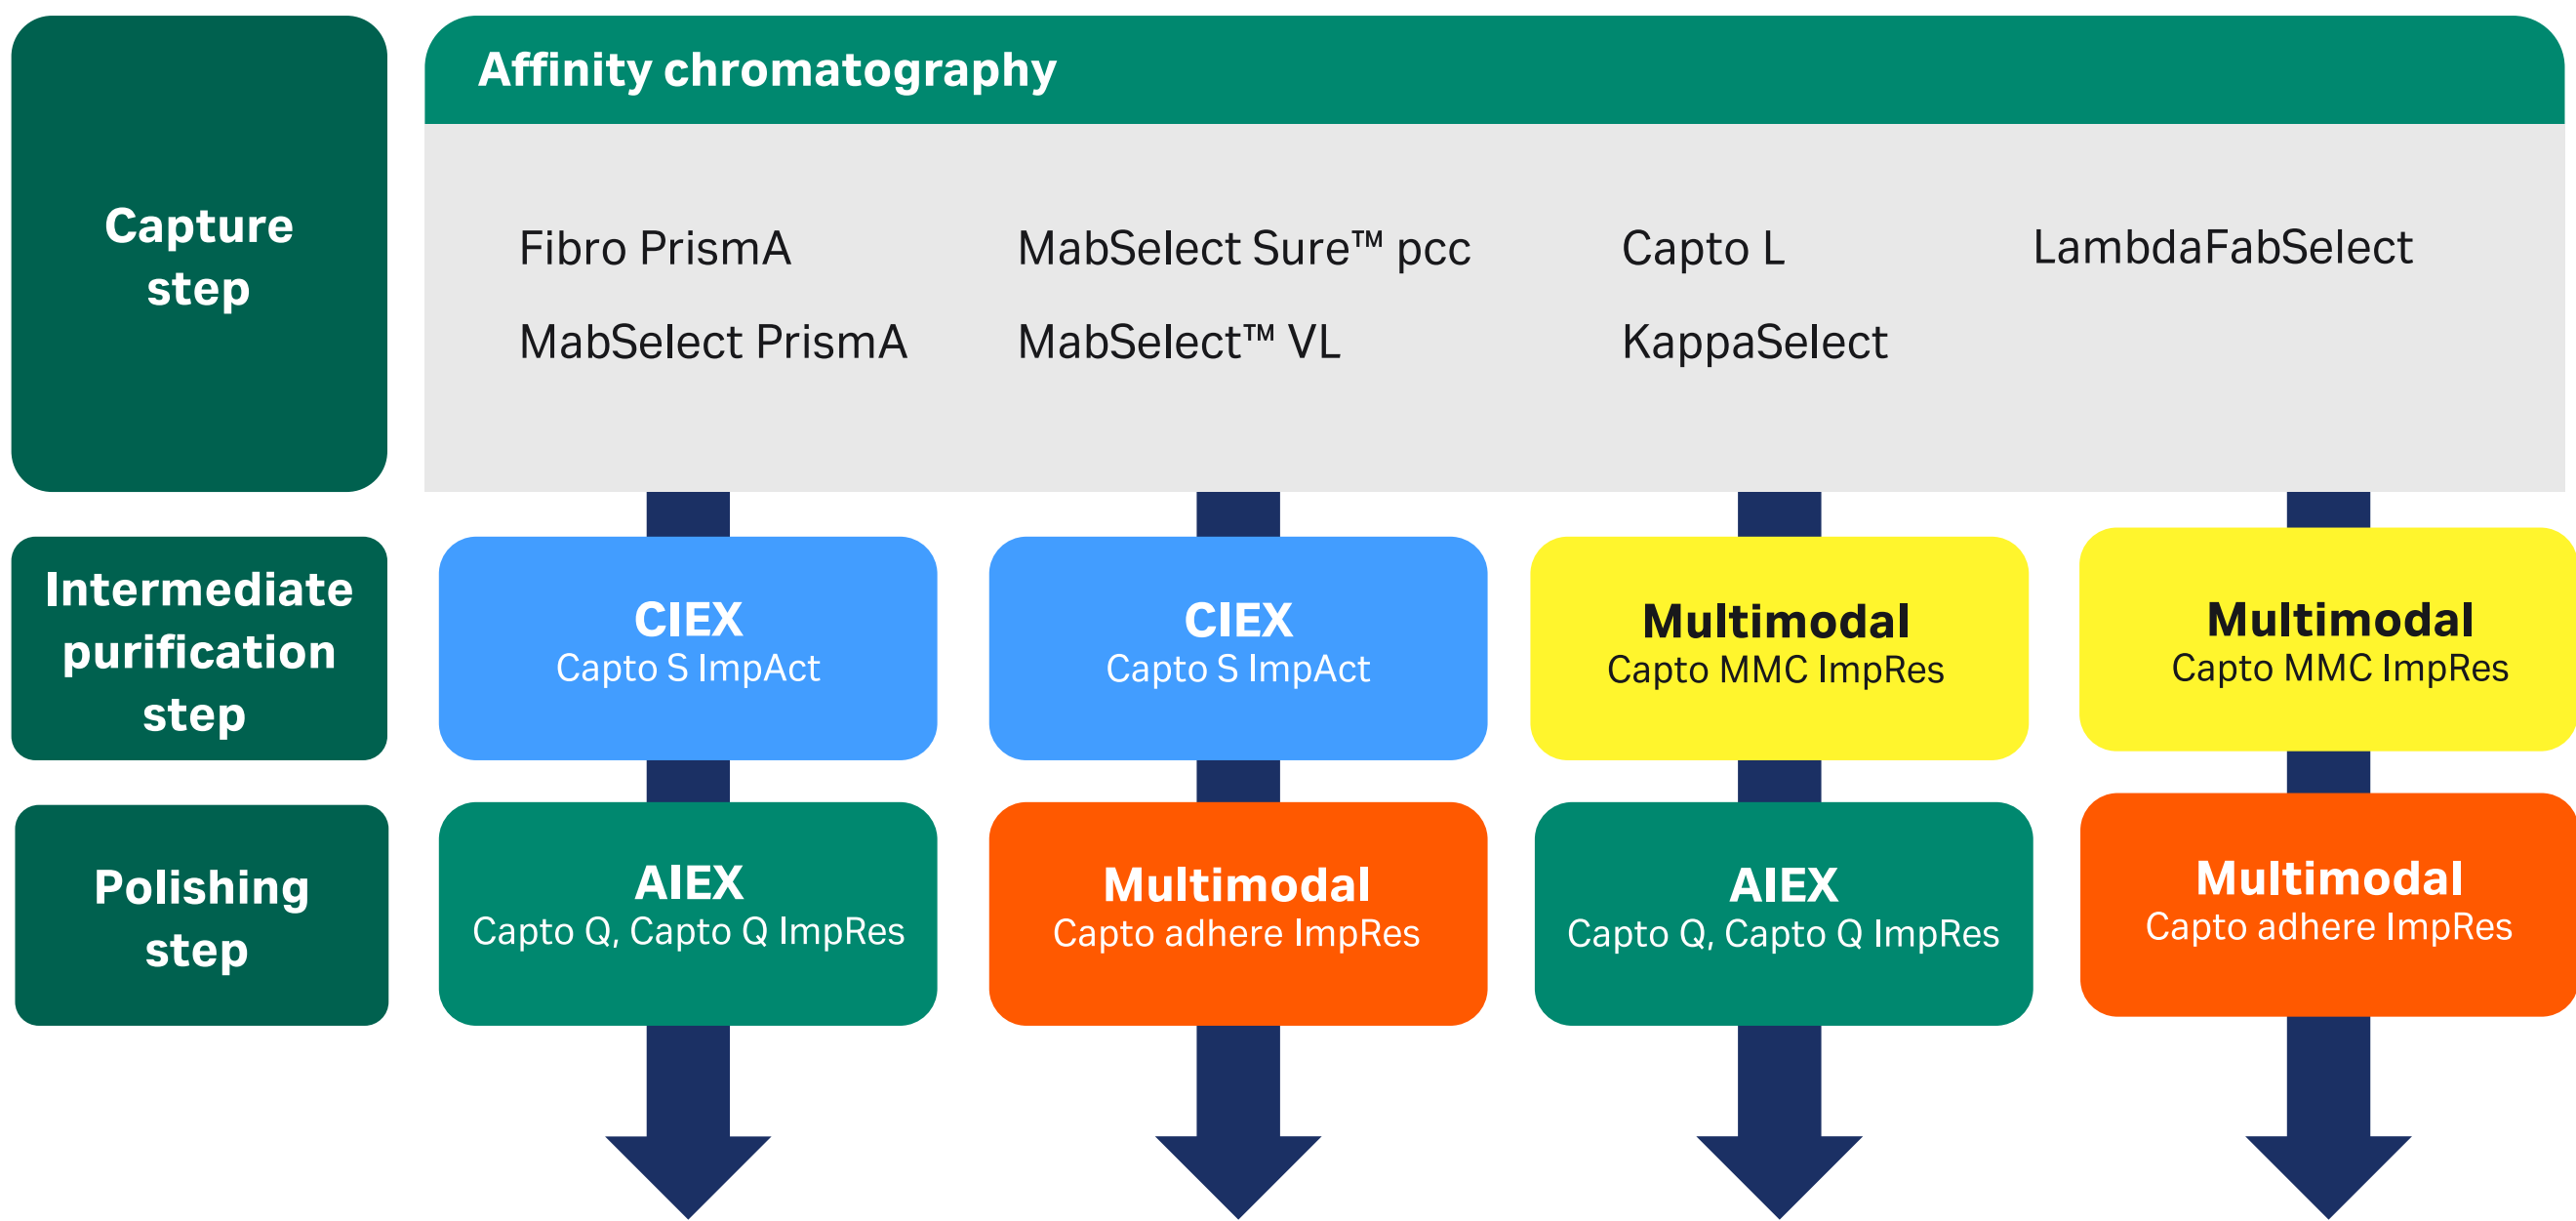 Capture
step
Affinity chromatography
Fibro PrismA
MabSelect Sure™ pcc
Capto L
LambdaFabSelect
MabSelect PrismA
MabSelect™ VL
KappaSelect
Intermediate
purification
step
CIEX
Capto S ImpAct
CIEX
Capto S ImpAct
Multimodal
Capto MMC ImpRes
Multimodal
Capto MMC ImpRes
Polishing
step
AIEX
Capto Q, Capto Q ImpRes
Multimodal
Capto adhere ImpRes
AIEX
Capto Q, Capto Q ImpRes
Multimodal
Capto adhere ImpRes